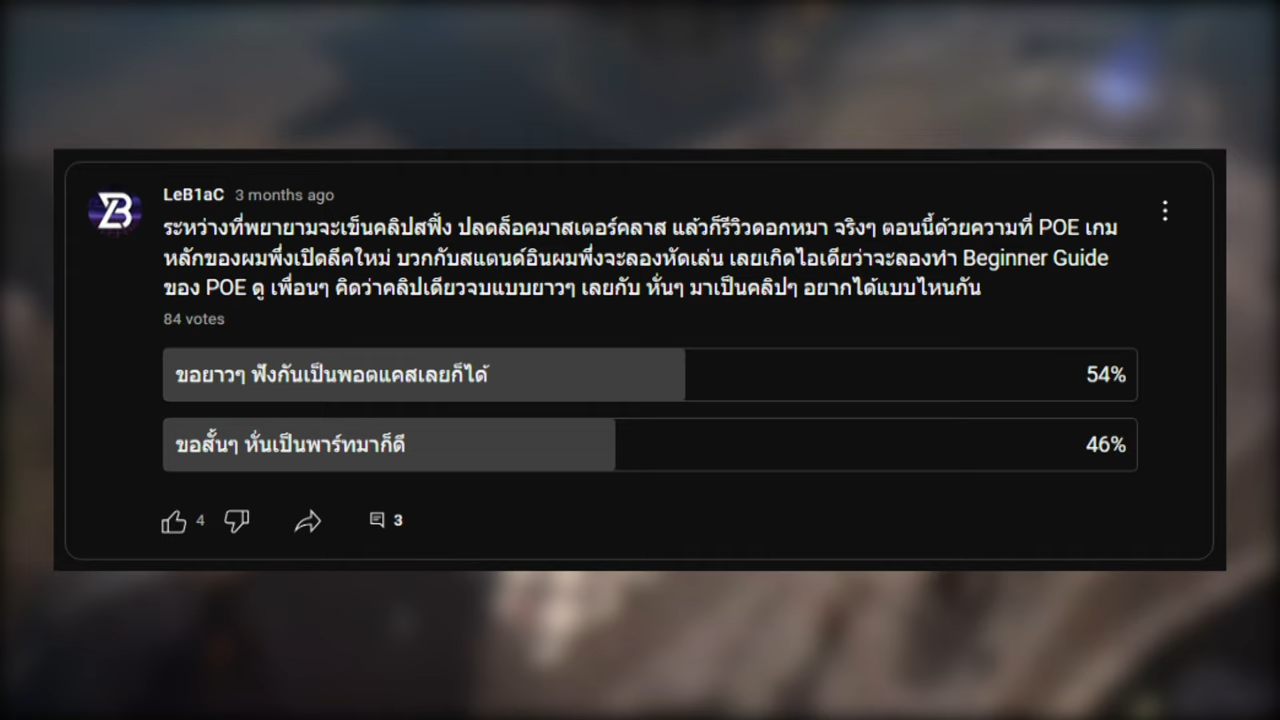 LeB1aC 3 months ago
ระหว่างที่พยายามจะเข็นคลิปสฟิ้ง ปลดล็อคมาสเตอร์คลาส แล้วก็รีวิวดอกหมา จริงๆ ตอนนี้ด้วยความที่ POE เกม
หลักของผมพึ่งเปิดลีคใหม่ บวกกับสแตนด์อินผมพึ่งจะลองหัดเล่น เลยเกิดไอเดียว่าจะลองทำ Beginner Guide
ของ POE ดู เพื่อนๆ คิดว่าคลิปเดียวจบแบบยาวๆ เลยกับ หั่นๆ มาเป็นคลิปๆ อยากได้แบบไหนกัน
84 votes
ขอยาวๆ ฟังกันเป็นพอตแคสเลยก็ได้ 54%
ขอสั้นๆ หั่นเป็นพาร์ทมาก็ดี 46%
4 3